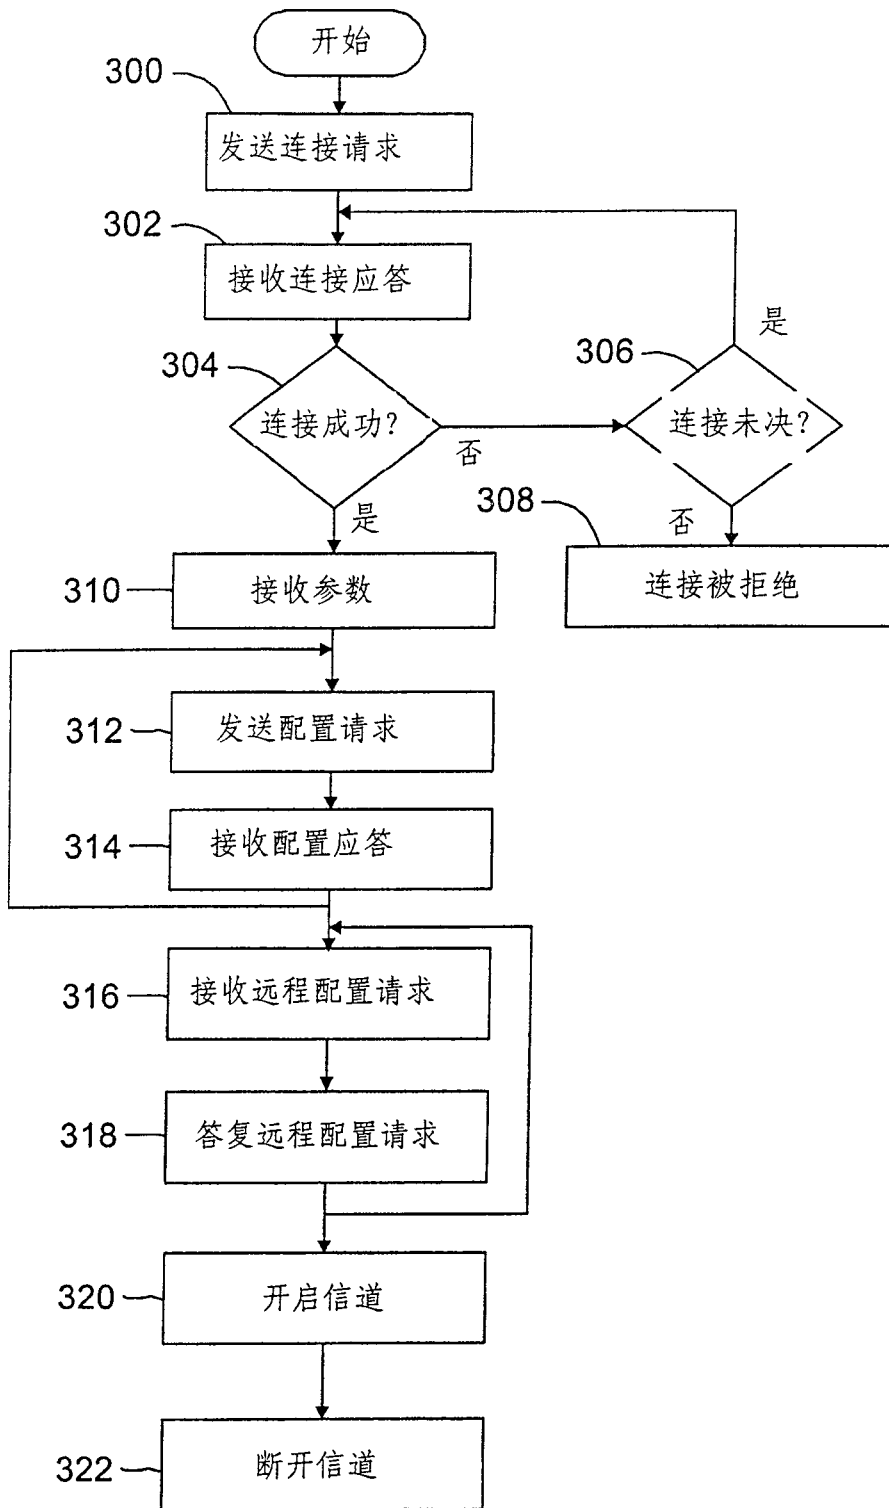 开始
300
发送连接请求
302
接收连接应答
是
304
连接成功?
306
连接未决?
否
是
308
否
310
接收参数
连接被拒绝
312
发送配置请求
314
接收配置应答
316
接收远程配置请求
318
答复远程配置请求
320
开启信道
322
断开信道